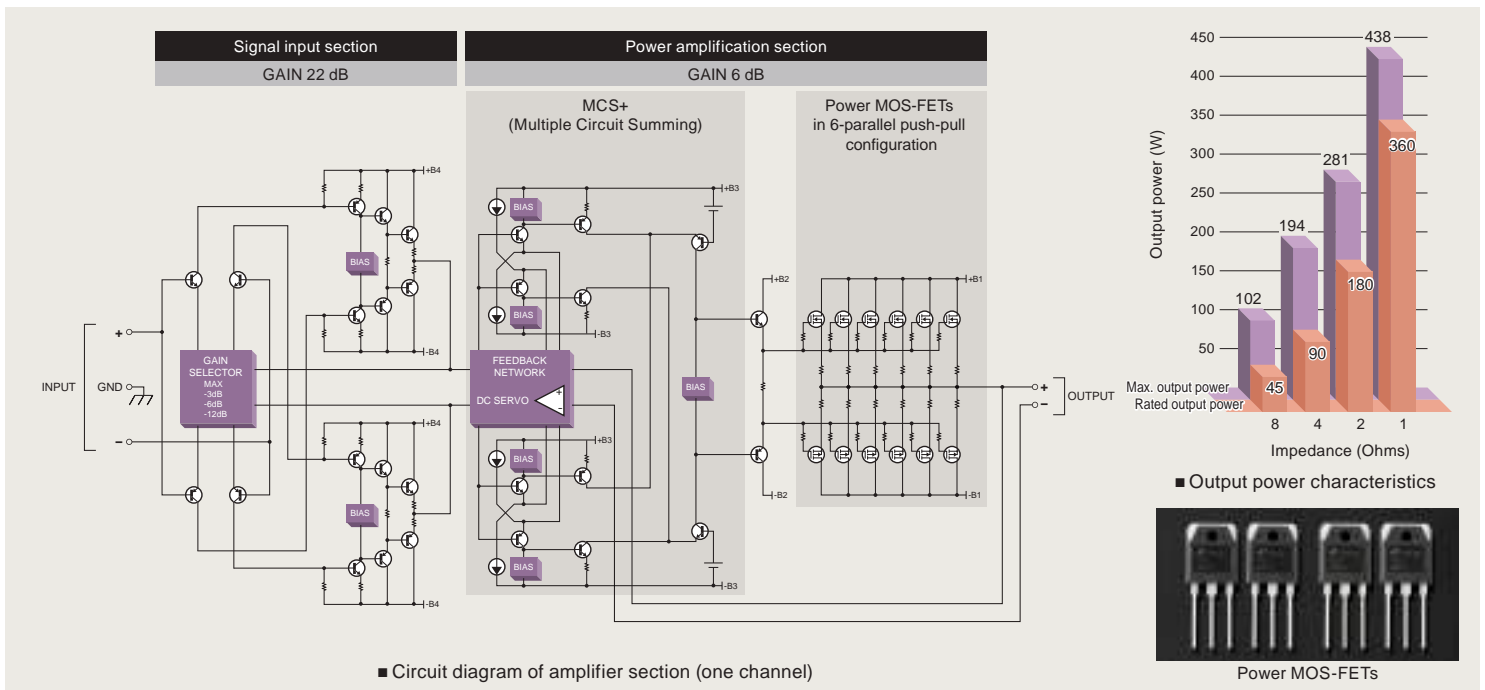 Signal input section
Power amplification section
GAIN 22 dB
GAIN 6 dB
MCS+
(Multiple Circuit Summing)
Power MOS-FETs
in 6-parallel push-pull
configuration
+B4
+B3
BIAS
BIAS
+B2
+B1
BIAS
-B3
-B4
INPUT
+
GND
−
GAIN
SELECTOR
MAX
-3dB
-6dB
-12dB
FEEDBACK
NETWORK
DC SERVO
+
-
BIAS
+
−
OUTPUT
+B4
+B3
BIAS
BIAS
-B2
-B1
BIAS
-B3
-B4
■ Circuit diagram of amplifier section (one channel)
Output power (W)
450
400
350
300
250
200
150
100
50
438
360
281
180
194
90
102
45
Max. output power
Rated output power
8 4 2 1
Impedance (Ohms)
■ Output power characteristics
Power MOS-FETs